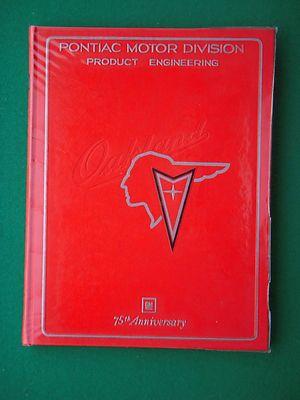 PONTIAC MOTOR DIVISION
PRODUCT ENGINEERING
Oakland
GM
75th Anniversary